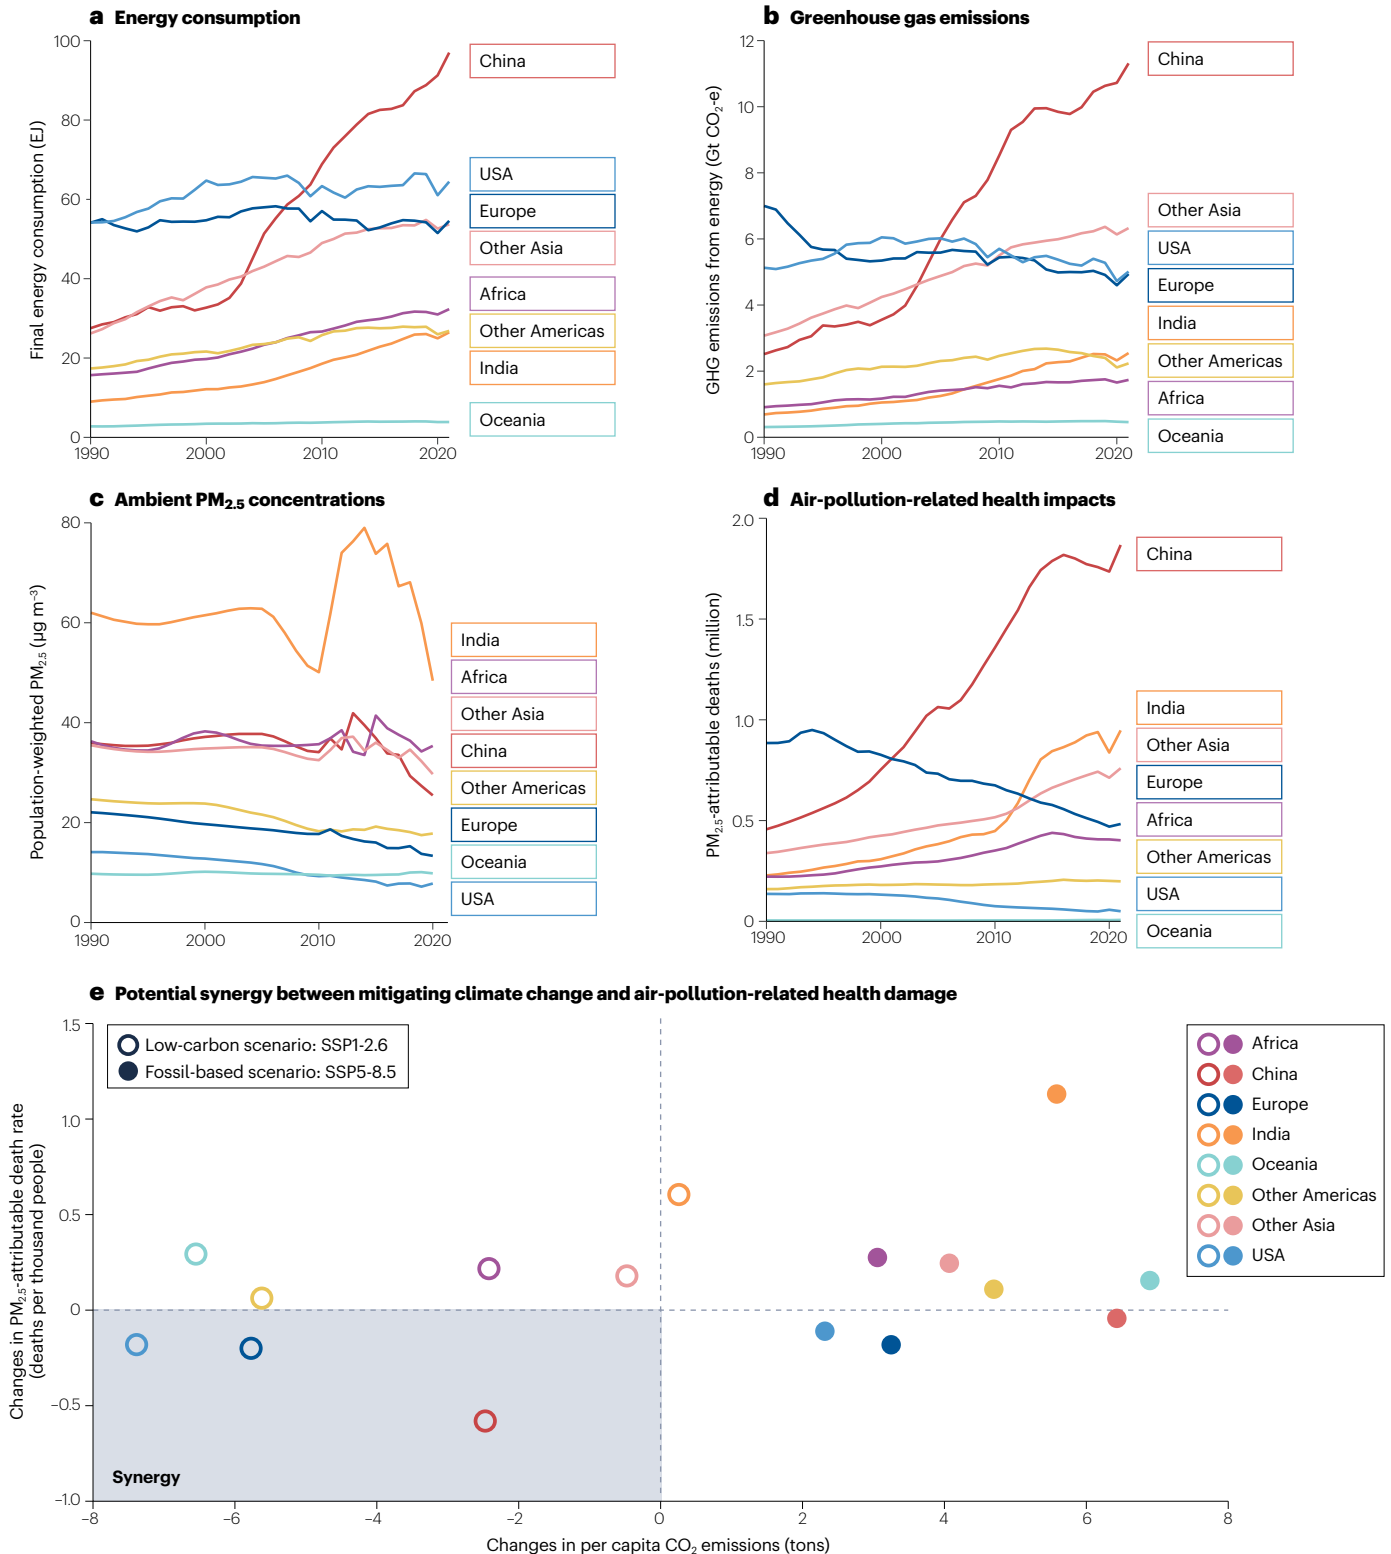 a Energy consumption
Final energy consumption (EJ)
100
80
60
40
20
0
1990 2000 2010 2020
China
USA
Europe
Other Asia
Africa
Other Americas
India
Oceania
b Greenhouse gas emissions
GHG emissions from energy (Gt CO₂-e)
12
10
8
6
4
2
0
1990 2000 2010 2020
China
Other Asia
USA
Europe
India
Other Americas
Africa
Oceania
c Ambient PM₂.₅ concentrations
Population-weighted PM₂.₅ (µg m⁻³)
80
60
40
20
0
1990 2000 2010 2020
India
Africa
Other Asia
China
Other Americas
Europe
Oceania
USA
d Air-pollution-related health impacts
PM₂.₅-attributable deaths (million)
2.0
1.5
1.0
0.5
0
1990 2000 2010 2020
China
India
Other Asia
Europe
Africa
Other Americas
USA
Oceania
e Potential synergy between mitigating climate change and air-pollution-related health damage
Changes in PM₂.₅-attributable death rate
(deaths per thousand people)
1.5
1.0
0.5
0
−0.5
−1.0
Low-carbon scenario: SSP1-2.6
Fossil-based scenario: SSP5-8.5
Synergy
Africa
China
Europe
India
Oceania
Other Americas
Other Asia
USA
−8 −6 −4 −2 0 2 4 6 8
Changes in per capita CO₂ emissions (tons)